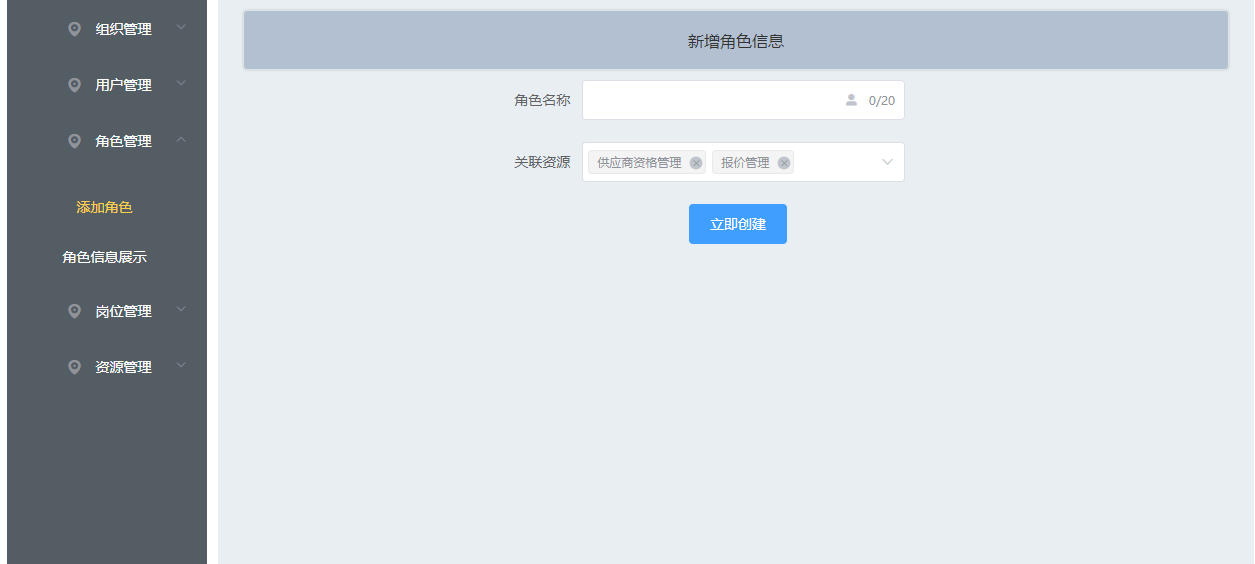 组织管理
用户管理
角色管理
添加角色
角色信息展示
岗位管理
资源管理
新增角色信息
角色名称 0/20
关联资源 供应商资格管理 报价管理
立即创建